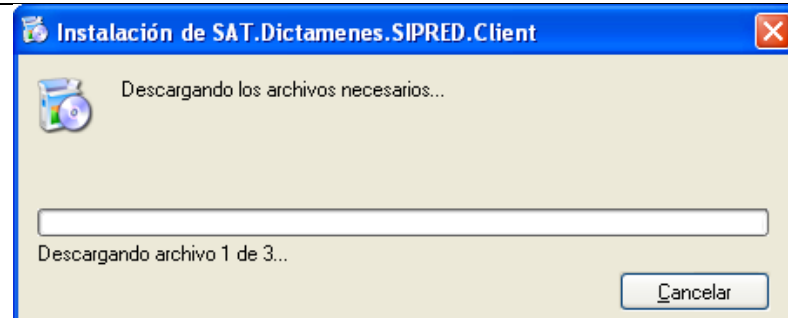 Instalación de SAT.Dictamenes.SIPRED.Client
Descargando los archivos necesarios...
Descargando archivo 1 de 3...
Cancelar